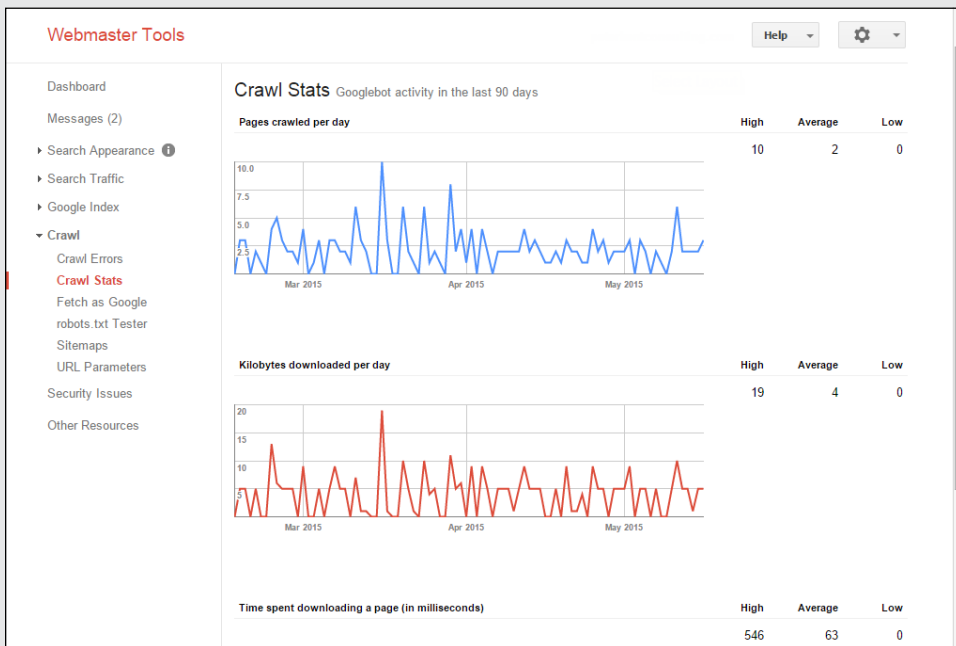 Webmaster Tools
Help
Dashboard
Messages (2)
Search Appearance
Search Traffic
Google Index
Crawl
Crawl Errors
Crawl Stats
Fetch as Google
robots.txt Tester
Sitemaps
URL Parameters
Security Issues
Other Resources
Crawl Stats Googlebot activity in the last 90 days
Pages crawled per day High Average Low
10 2 0
10.0
7.5
5.0
2.5
Mar 2015 Apr 2015 May 2015
Kilobytes downloaded per day High Average Low
19 4 0
20
15
10
5
Mar 2015 Apr 2015 May 2015
Time spent downloading a page (in milliseconds) High Average Low
546 63 0